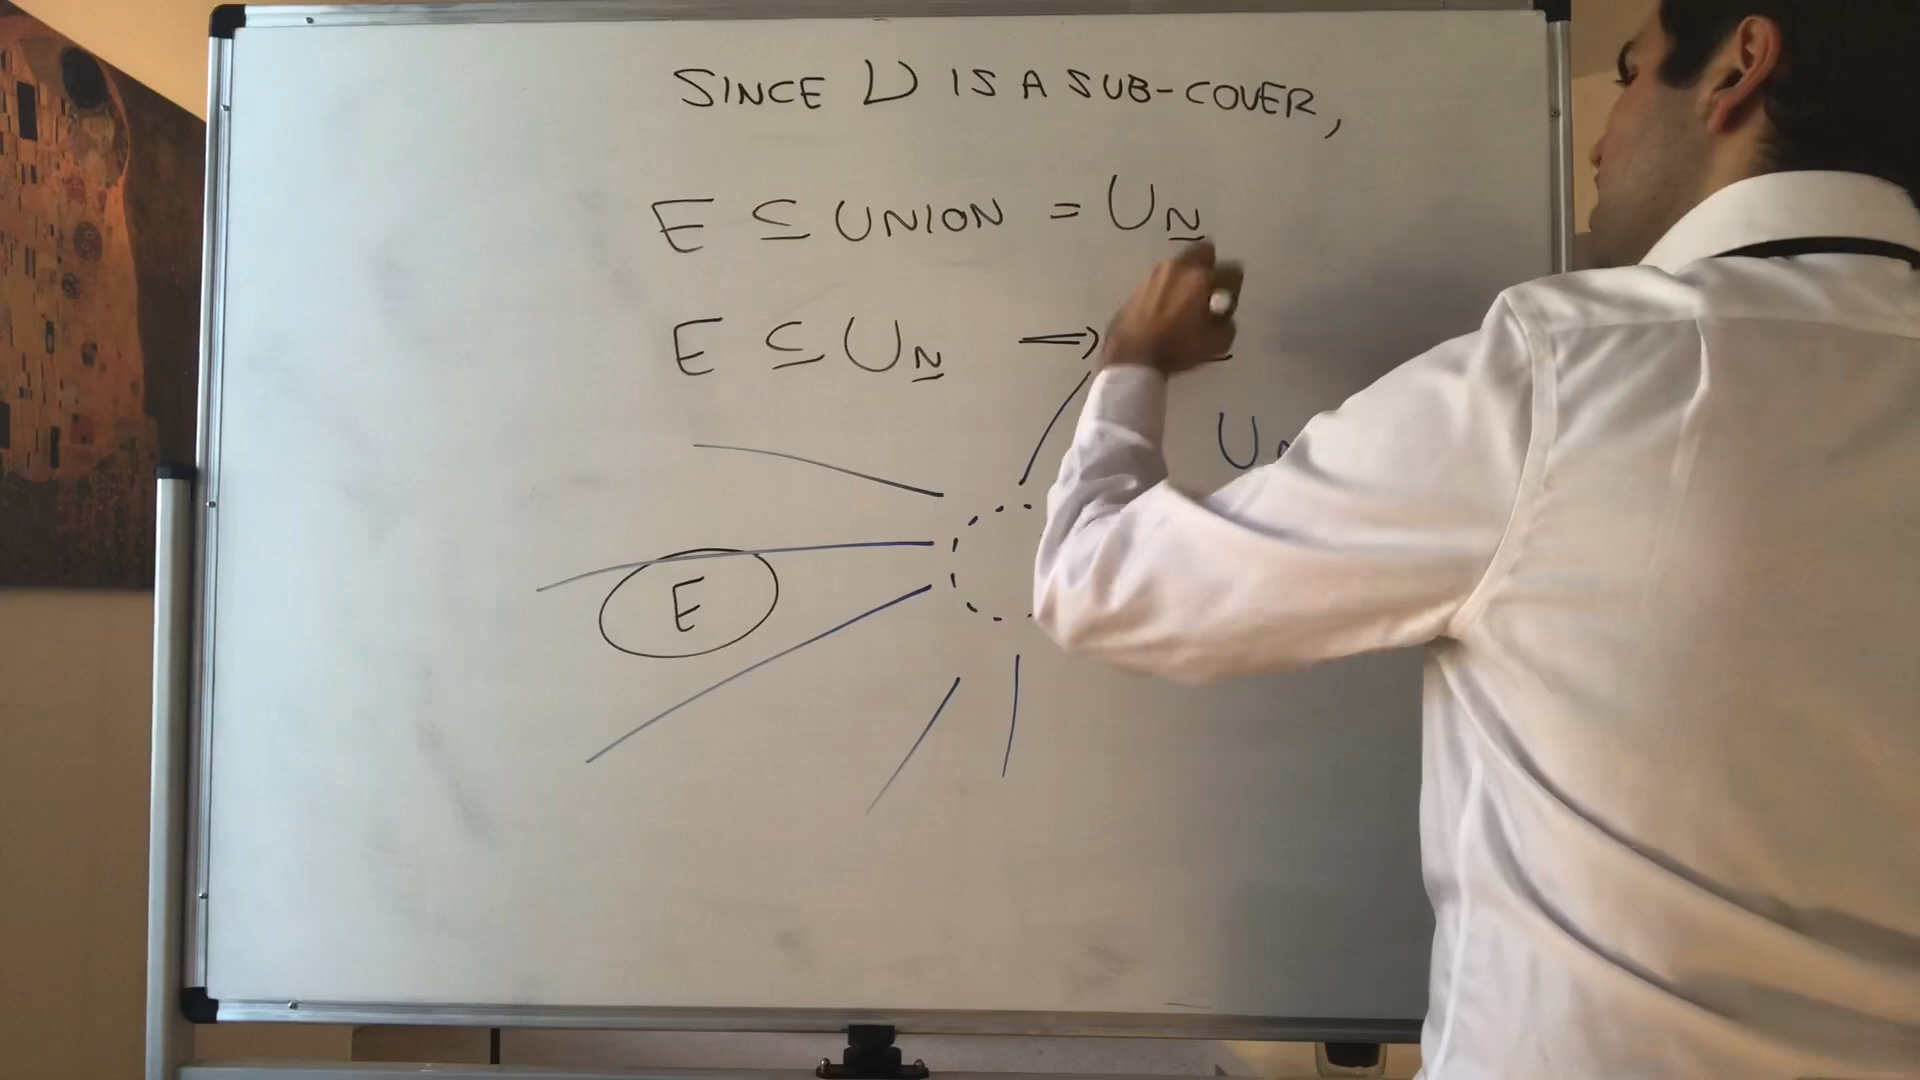 SINCE V IS A SUB-COVER,
E ⊆ UNION = U_N
E ⊆ U_N ⇒
U
E